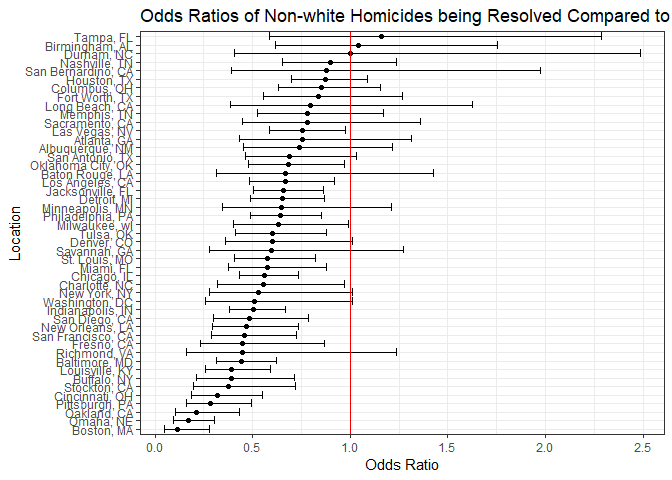 Odds Ratios of Non-white Homicides being Resolved Compared to
Tampa, FL
Birmingham, AL
Durham, NC
Nashville, TN
San Bernardino, CA
Houston, TX
Columbus, OH
Fort Worth, TX
Long Beach, CA
Memphis, TN
Sacramento, CA
Las Vegas, NV
Atlanta, GA
Albuquerque, NM
San Antonio, TX
Oklahoma City, OK
Baton Rouge, LA
Los Angeles, CA
Jacksonville, FL
Detroit, MI
Minneapolis, MN
Philadelphia, PA
Milwaukee, wI
Tulsa, OK
Denver, CO
Savannah, GA
St. Louis, MO
Miami, FL
Chicago, IL
Charlotte, NC
New York, NY
Washington, DC
Indianapolis, IN
San Diego, CA
New Orleans, LA
San Francisco, CA
Fresno, CA
Richmond, VA
Baltimore, MD
Louisville, KY
Buffalo, NY
Stockton, CA
Cincinnati, OH
Pittsburgh, PA
Oakland, CA
Omaha, NE
Boston, MA
Location
0.0 0.5 1.0 1.5 2.0 2.5
Odds Ratio